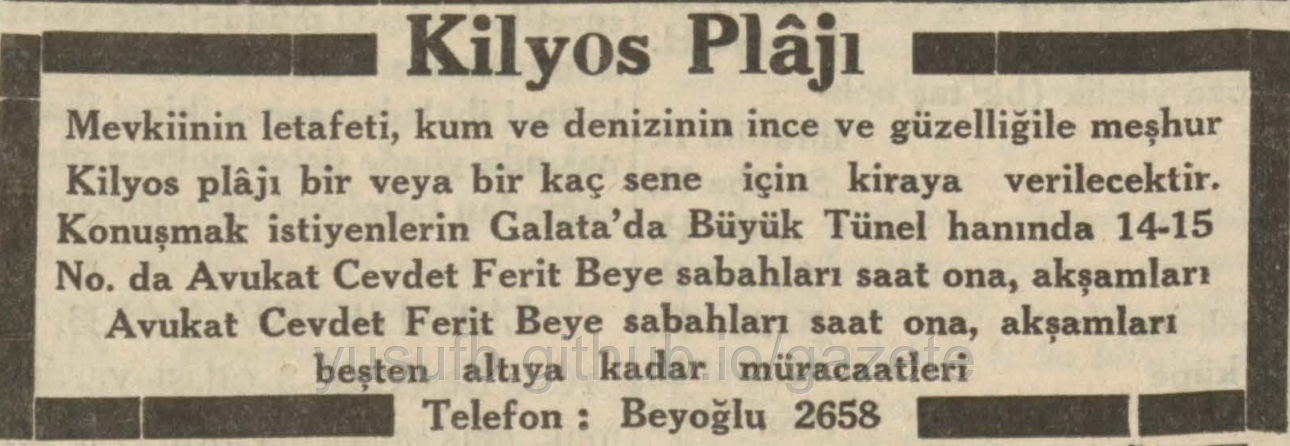 Kilyos Plâjı
Mevkiinin letafeti, kum ve denizinin ince ve güzelliğile meşhur
Kilyos plâjı bir veya bir kaç sene için kiraya verilecektir.
Konuşmak istiyenlerin Galata'da Büyük Tünel hanında 14-15
No. da Avukat Cevdet Ferit Beye sabahları saat ona, akşamları
Avukat Cevdet Ferit Beye sabahları saat ona, akşamları
beşten altıya kadar müracaatleri
yusufb.github.io/gazete
Telefon : Beyoğlu 2658